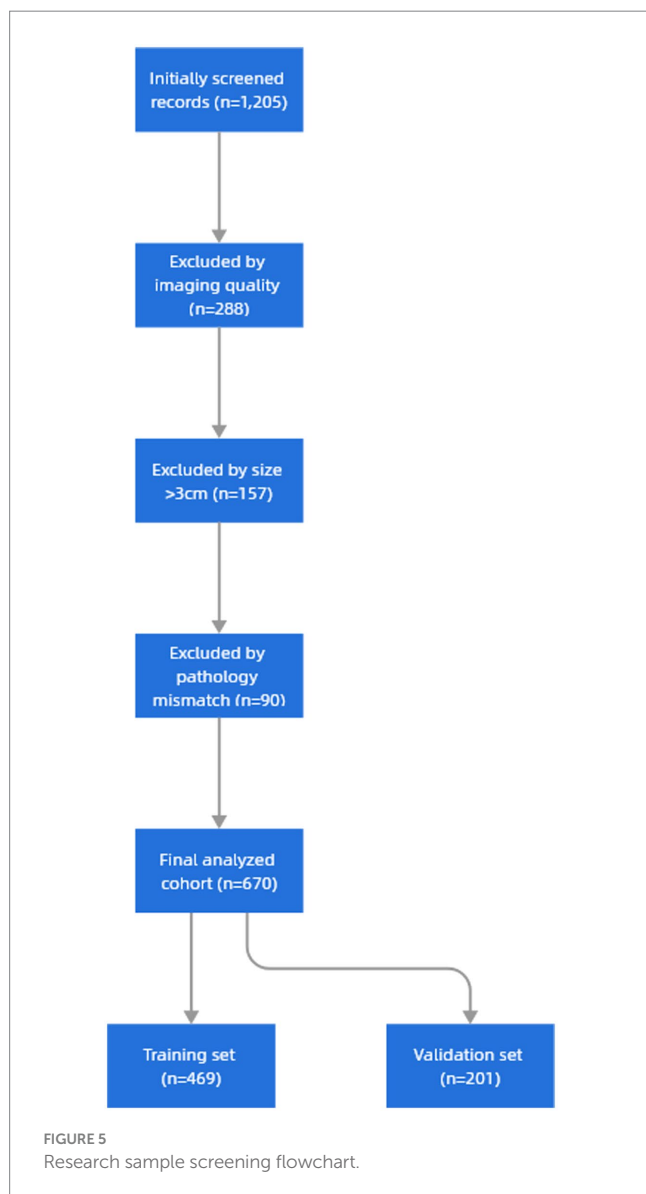 Initially screened
records (n=1,205)
Excluded by
imaging quality
(n=288)
Excluded by size
>3cm (n=157)
Excluded by
pathology
mismatch (n=90)
Final analyzed
cohort (n=670)
Training set
(n=469)
Validation set
(n=201)
FIGURE 5
Research sample screening flowchart.